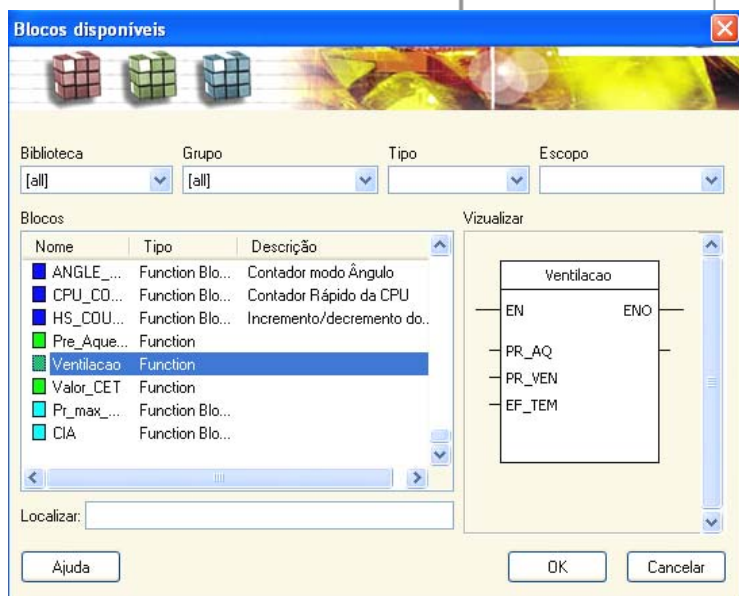 Blocos disponíveis
Biblioteca Grupo Tipo Escopo
[all] [all]
Blocos Vizualizar
Nome Tipo Descrição
ANGLE_... Function Blo... Contador modo Ângulo
CPU_CO... Function Blo... Contador Rápido da CPU
HS_COU... Function Blo... Incremento/decremento do..
Pre_Aque... Function
Ventilacao Function
Valor_CET Function
Pr_max_... Function Blo...
CIA Function Blo...
Ventilacao
EN ENO
PR_AQ
PR_VEN
EF_TEM
Localizar:
Ajuda OK Cancelar